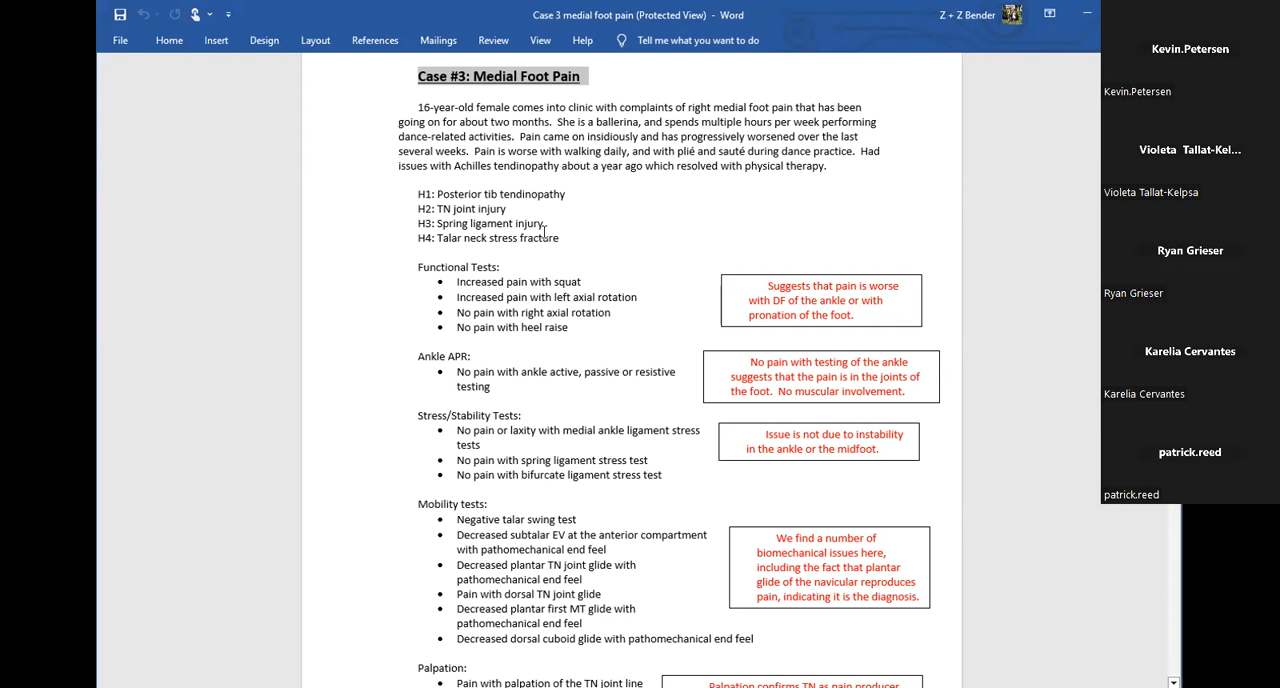 Case 3 medial foot pain (Protected View) - Word
Z + Z Bender
File Home Insert Design Layout References Mailings Review View Help Tell me what you want to do
Case #3: Medial Foot Pain
16-year-old female comes into clinic with complaints of right medial foot pain that has been
going on for about two months. She is a ballerina, and spends multiple hours per week performing
dance-related activities. Pain came on insidiously and has progressively worsened over the last
several weeks. Pain is worse with walking daily, and with plié and sauté during dance practice. Had
issues with Achilles tendinopathy about a year ago which resolved with physical therapy.
H1: Posterior tib tendinopathy
H2: TN joint injury
H3: Spring ligament injury
H4: Talar neck stress fracture
Functional Tests:
• Increased pain with squat
• Increased pain with left axial rotation
• No pain with right axial rotation
• No pain with heel raise
Suggests that pain is worse
with DF of the ankle or with
pronation of the foot.
Ankle APR:
• No pain with ankle active, passive or resistive
testing
No pain with testing of the ankle
suggests that the pain is in the joints of
the foot. No muscular involvement.
Stress/Stability Tests:
• No pain or laxity with medial ankle ligament stress
tests
• No pain with spring ligament stress test
• No pain with bifurcate ligament stress test
Issue is not due to instability
in the ankle or the midfoot.
Mobility tests:
• Negative talar swing test
• Decreased subtalar EV at the anterior compartment
with pathomechanical end feel
• Decreased plantar TN joint glide with
pathomechanical end feel
• Pain with dorsal TN joint glide
• Decreased plantar first MT glide with
pathomechanical end feel
• Decreased dorsal cuboid glide with pathomechanical end feel
We find a number of
biomechanical issues here,
including the fact that plantar
glide of the navicular reproduces
pain, indicating it is the diagnosis.
Palpation:
• Pain with palpation of the TN joint line
Palpation confirms TN as pain producer
Kevin.Petersen
Kevin.Petersen
Violeta Tallat-Kel...
Violeta Tallat-Kelpsa
Ryan Grieser
Ryan Grieser
Karelia Cervantes
Karelia Cervantes
patrick.reed
patrick.reed